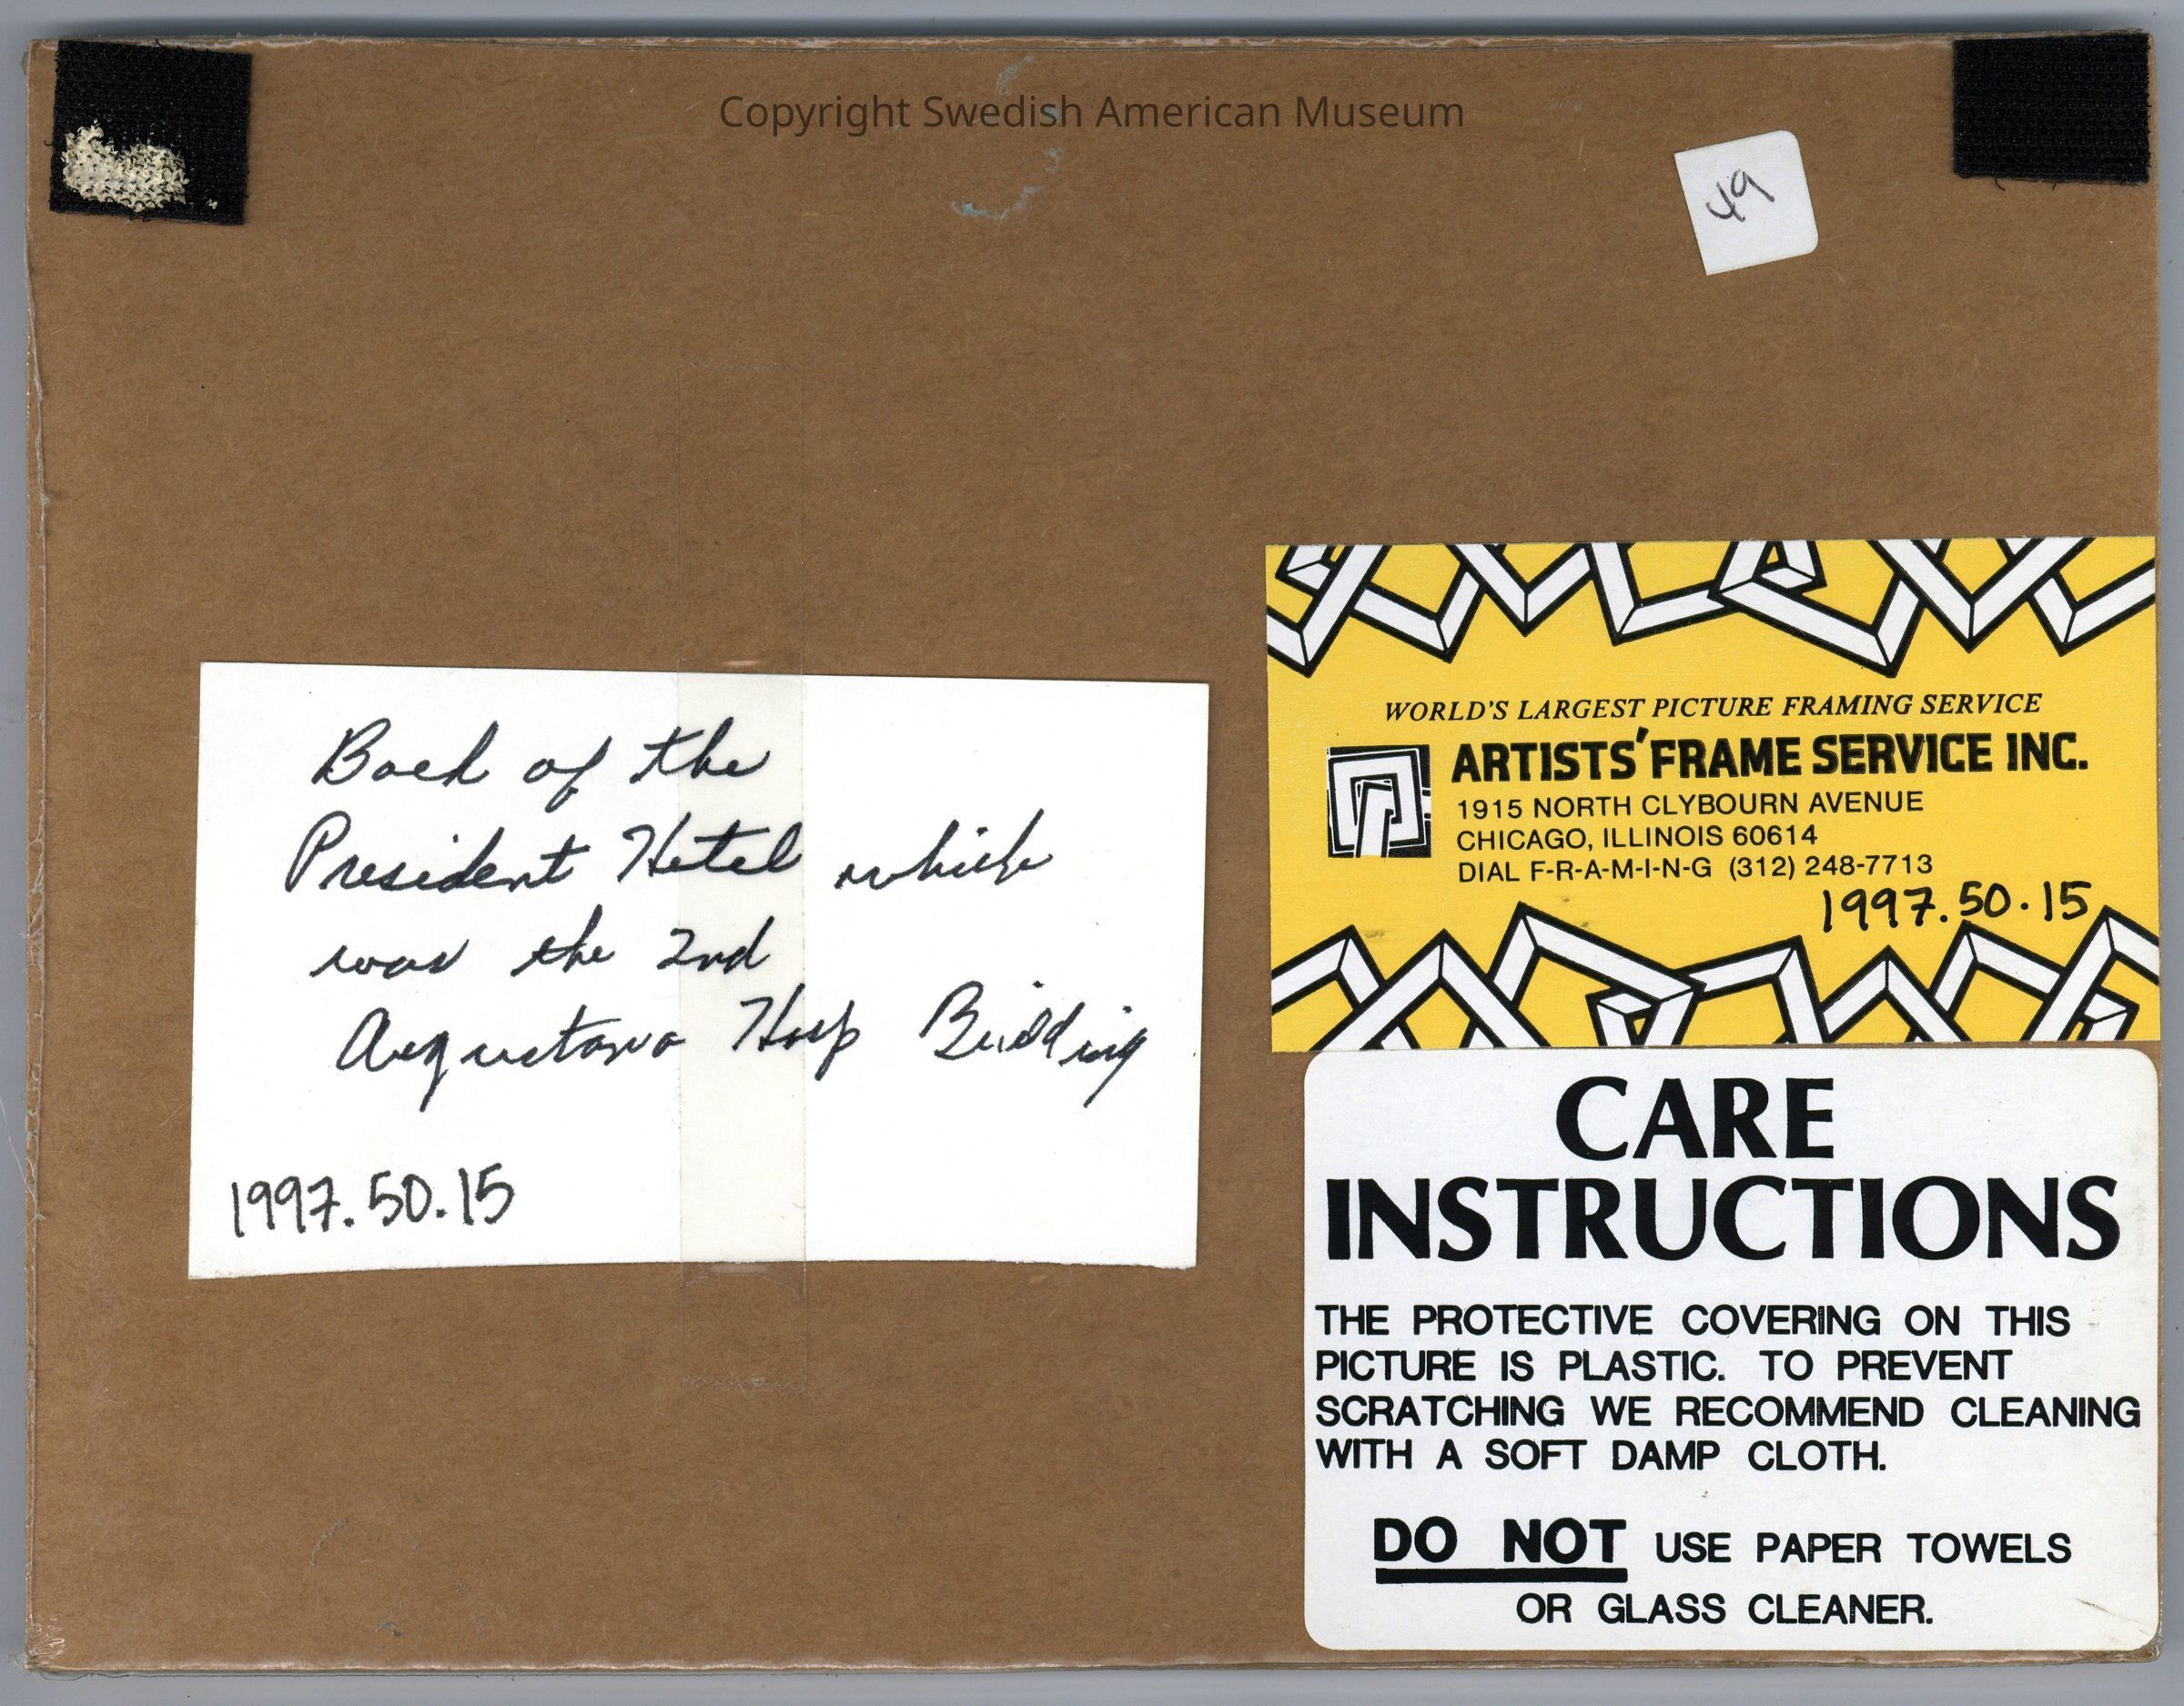 Copyright Swedish American Museum
49
Back of the
President Hotel which
was the 2nd
Augustana Hosp Building
1997.50.15
WORLD'S LARGEST PICTURE FRAMING SERVICE
ARTISTS' FRAME SERVICE INC.
1915 NORTH CLYBOURN AVENUE
CHICAGO, ILLINOIS 60614
DIAL F-R-A-M-I-N-G (312) 248-7713
1997.50.15
CARE
INSTRUCTIONS
THE PROTECTIVE COVERING ON THIS
PICTURE IS PLASTIC. TO PREVENT
SCRATCHING WE RECOMMEND CLEANING
WITH A SOFT DAMP CLOTH.
DO NOT USE PAPER TOWELS
OR GLASS CLEANER.